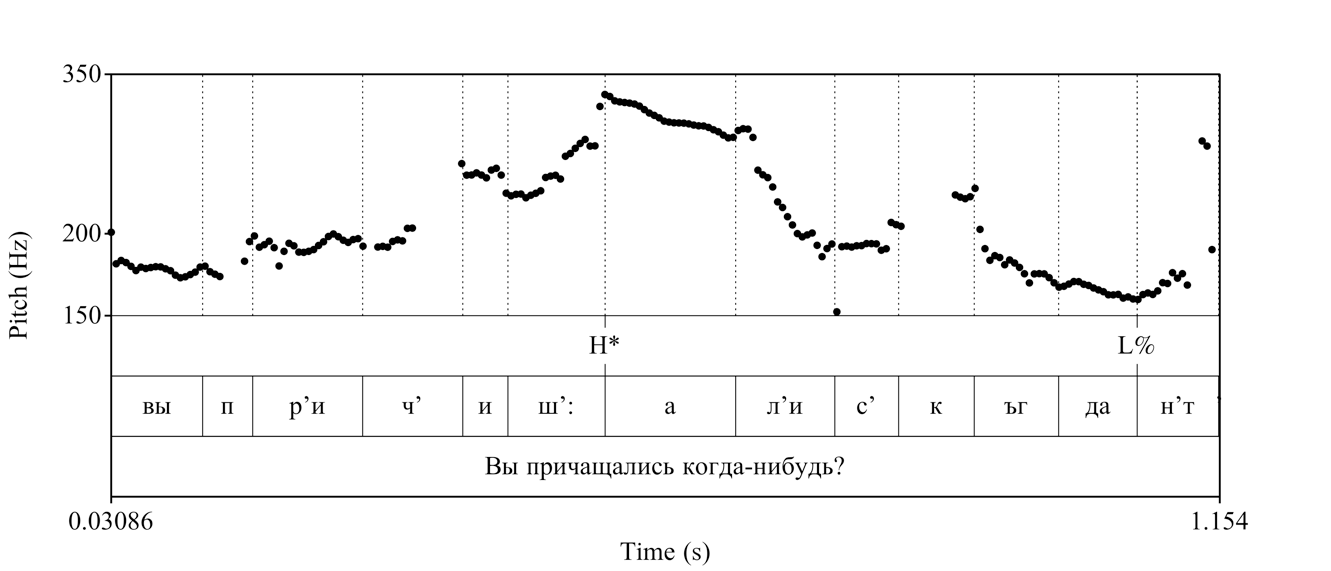 350
200
150
Pitch (Hz)
H* L%
вы п р’и ч’ и ш’: а л’и с’ к ъг да н’т
Вы причащались когда-нибудь?
0.03086 1.154
Time (s)